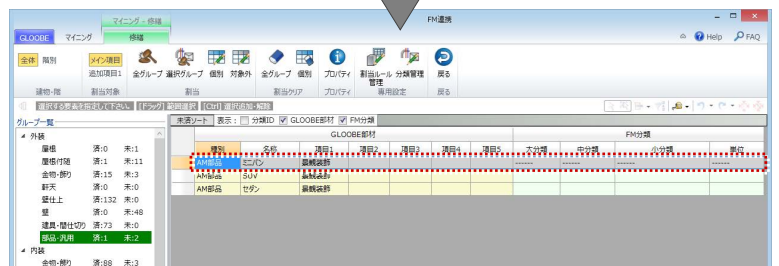 マイニング - 修繕
FM連携
GLOOBE マイニング 修繕
Help FAQ
全体 階別
メイン項目
追加項目1
全グループ 選択グループ 個別 対象外
全グループ 個別
プロパティ
割当ルール管理 分類管理
戻る
建物・階 割当対象 割当 割当クリア プロパティ 専用設定 戻る
選択する要素を指定して下さい。 [ドラッグ] 範囲選択 [Ctrl] 選択追加・解除
グループ一覧
未済ソート 表示: 分類ID GLOOBE部材 FM分類
GLOOBE部材 FM分類
種別 名称 項目1 項目2 項目3 項目4 項目5 大分類 中分類 小分類 単位
AM部品 ミニバン 景観装飾 ------ ------ ------ ------
AM部品 SUV 景観装飾
AM部品 セダン 景観装飾
外装
屋根 済:0 未:1
屋根付随 済:1 未:11
金物・飾り 済:15 未:3
軒天 済:0 未:0
壁仕上 済:132 未:0
壁 済:0 未:48
建具・間仕切り 済:73 未:0
部品・汎用 済:1 未:2
内装
金物・飾り 済:88 未:3